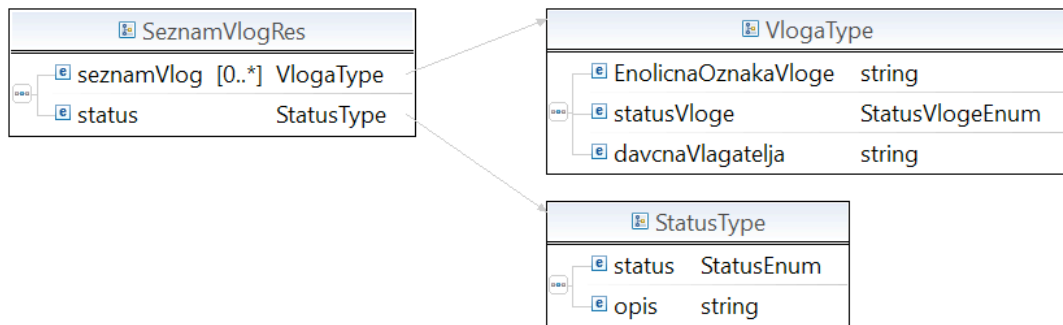 SeznamVlogRes
seznamVlog [0..*] VlogaType
status StatusType
VlogaType
EnolicnaOznakaVloge string
statusVloge StatusVlogeEnum
davcnaVlagatelja string
StatusType
status StatusEnum
opis string